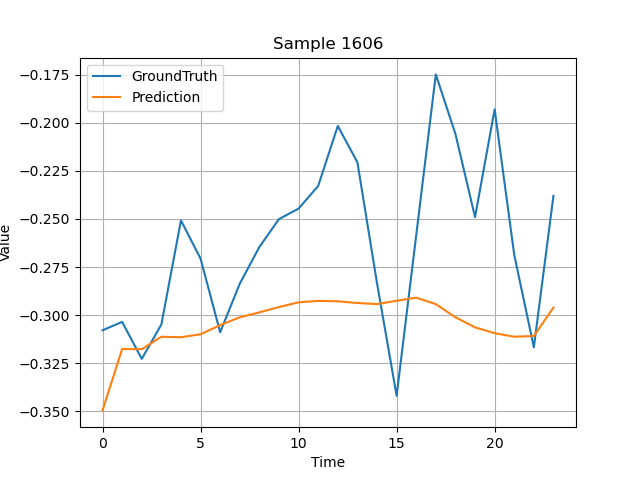 Sample 1606
GroundTruth
Prediction
−0.175
−0.200
−0.225
−0.250
−0.275
−0.300
−0.325
−0.350
Value
0 5 10 15 20
Time